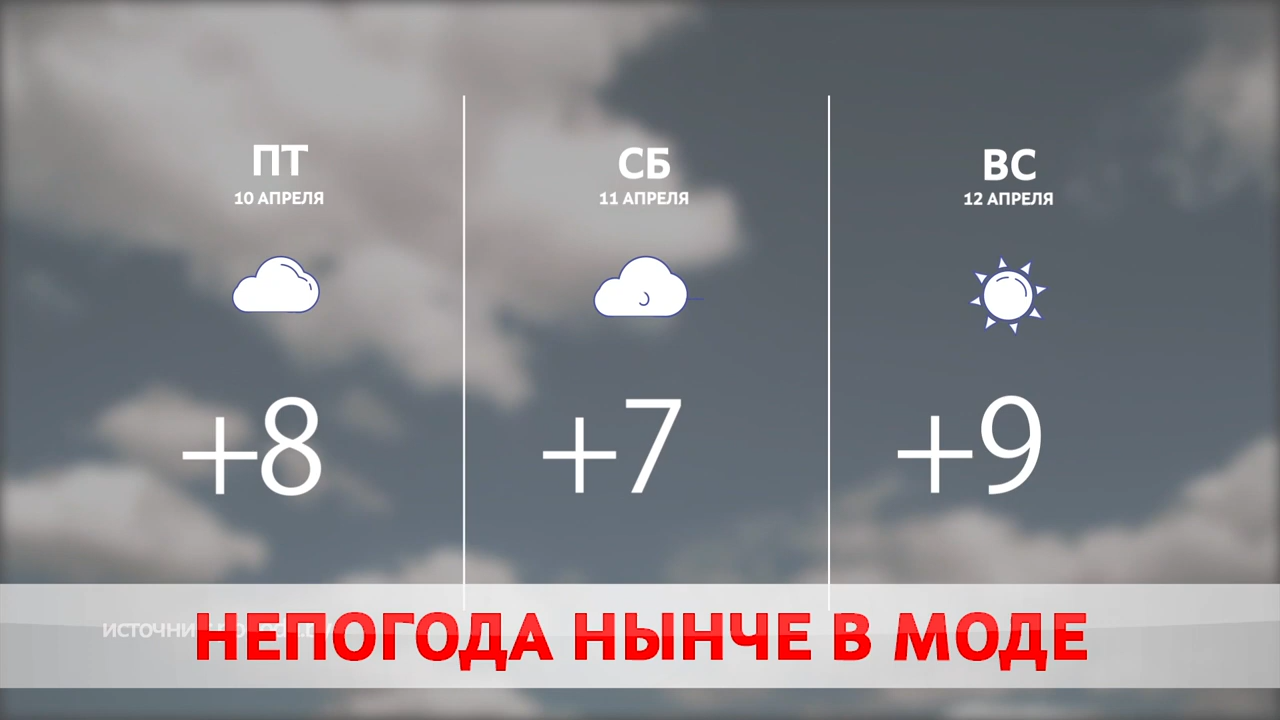 ПТ
10 АПРЕЛЯ
+8
СБ
11 АПРЕЛЯ
+7
ВС
12 АПРЕЛЯ
+9
НЕПОГОДА НЫНЧЕ В МОДЕ